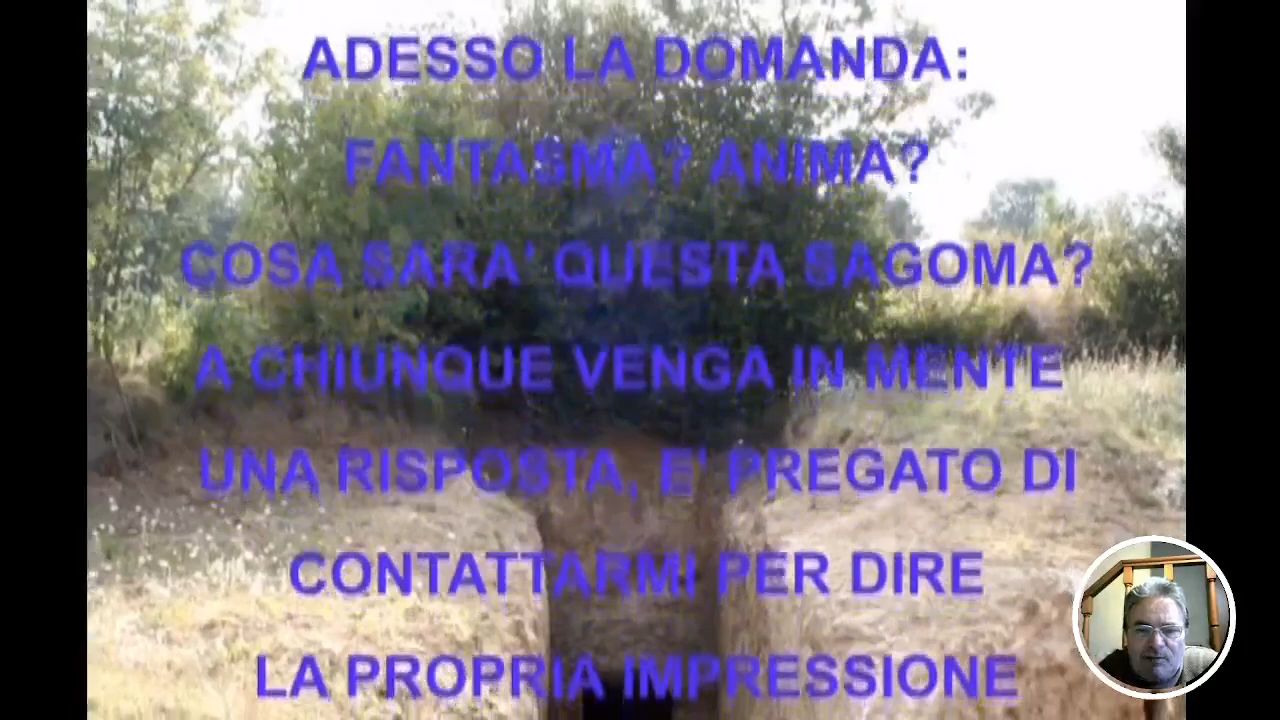 ADESSO LA DOMANDA:
FANTASMA? ANIMA?
COSA SARA' QUESTA SAGOMA?
A CHIUNQUE VENGA IN MENTE
UNA RISPOSTA, E' PREGATO DI
CONTATTARMI PER DIRE
LA PROPRIA IMPRESSIONE